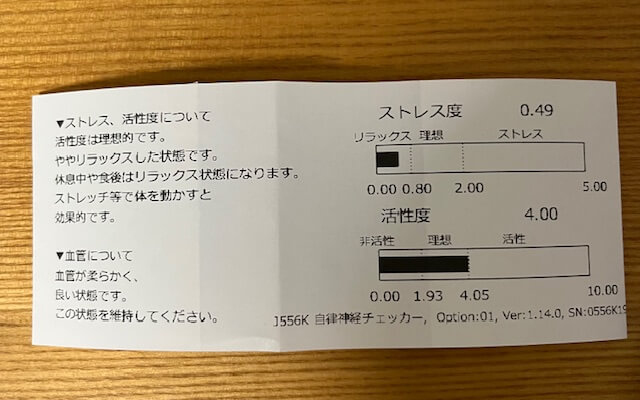 ▼ストレス、活性度について
活性度は理想的です。
ややリラックスした状態です。
休息中や食後はリラックス状態になります。
ストレッチ等で体を動かすと
効果的です。
▼血管について
血管が柔らかく、
良い状態です。
この状態を維持してください。
ストレス度 0.49
リラックス 理想 ストレス
0.00 0.80 2.00 5.00
活性度 4.00
非活性 理想 活性
0.00 1.93 4.05 10.00
J556K 自律神経チェッカー, Option:01, Ver:1.14.0, SN:0556K19